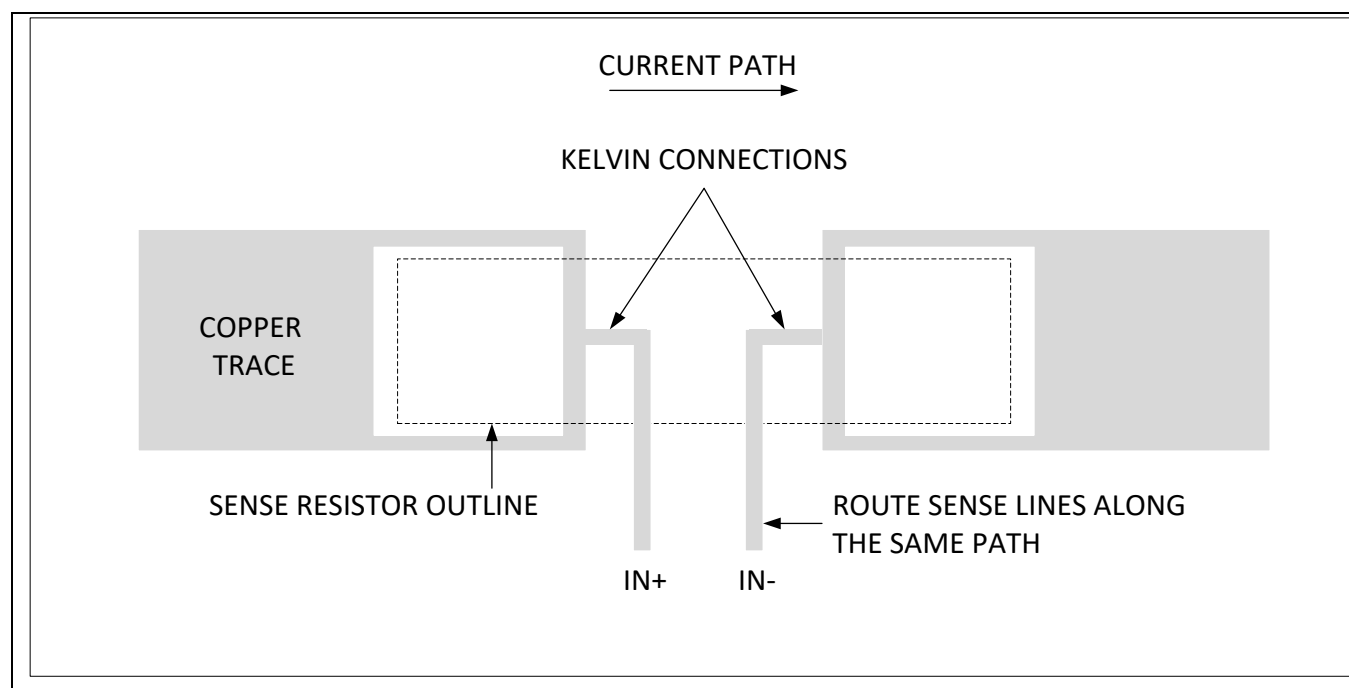 CURRENT PATH
KELVIN CONNECTIONS
COPPER
TRACE
SENSE RESISTOR OUTLINE
ROUTE SENSE LINES ALONG
THE SAME PATH
IN+
IN-